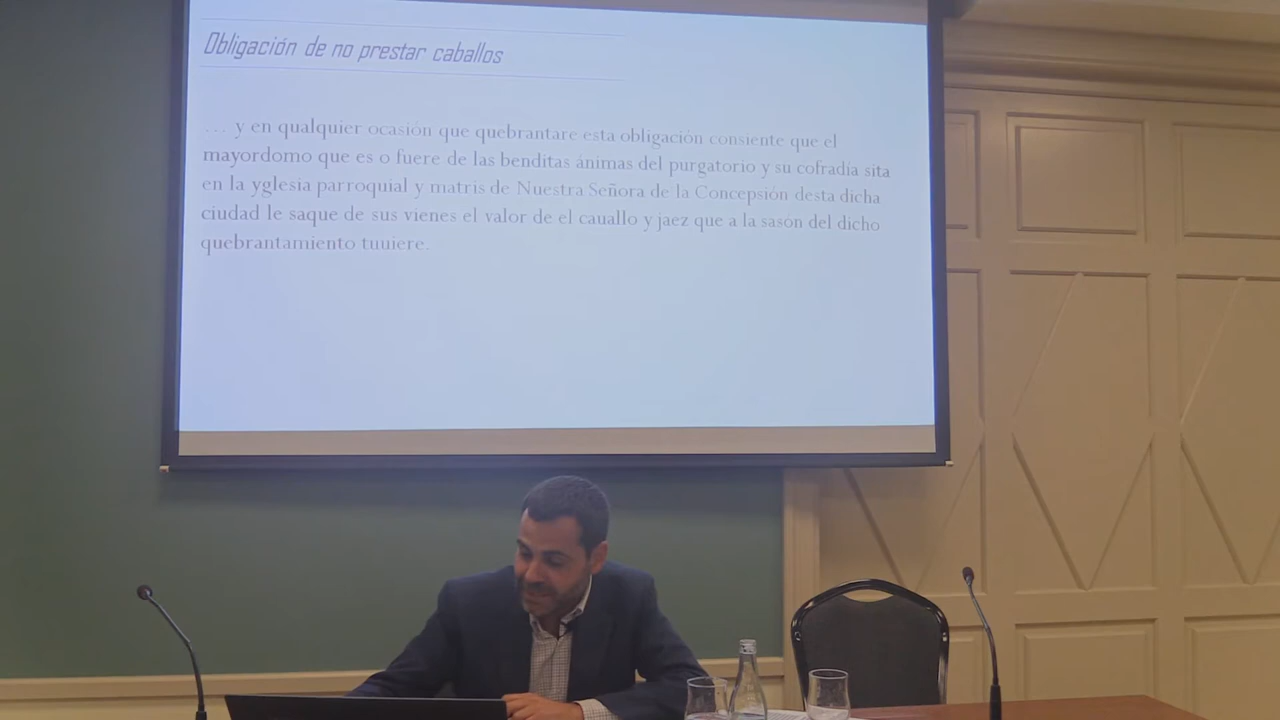 Obligación de no prestar caballos
… y en qualquier ocasión que quebrantare esta obligación consiente que el
mayordomo que es o fuere de las benditas ánimas del purgatorio y su cofradía sita
en la yglesia parroquial y matris de Nuestra Señora de la Concepsión desta dicha
ciudad le saque de sus vienes el valor de el cauallo y jaez que a la sasón del dicho
quebrantamiento tuuiere.